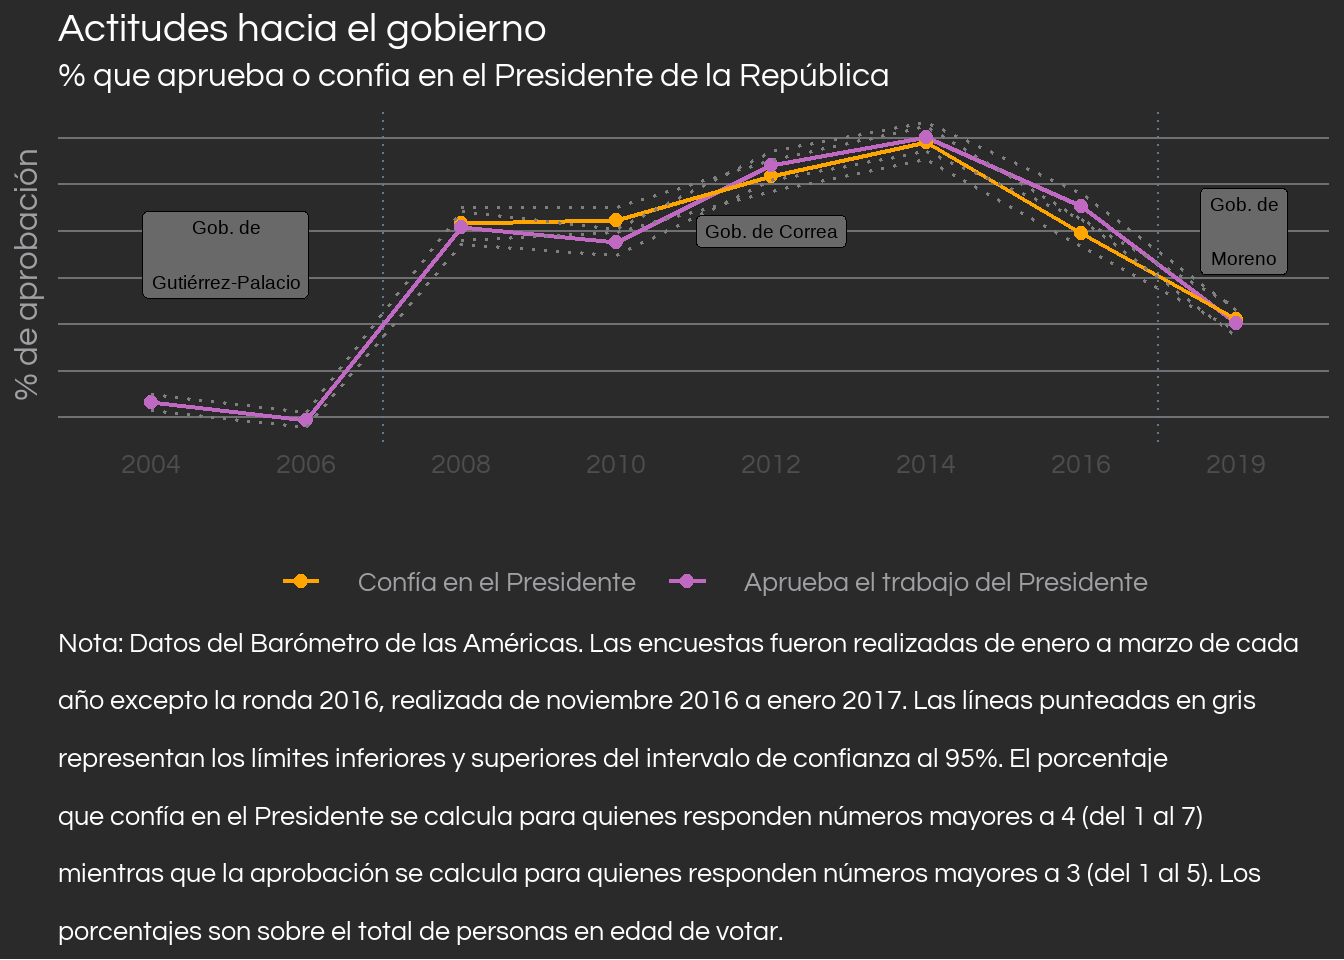 Actitudes hacia el gobierno
% que aprueba o confia en el Presidente de la República
% de aprobación
Gob. de
Gutiérrez-Palacio
Gob. de Correa
Gob. de
Moreno
2004 2006 2008 2010 2012 2014 2016 2019
Confía en el Presidente Aprueba el trabajo del Presidente
Nota: Datos del Barómetro de las Américas. Las encuestas fueron realizadas de enero a marzo de cada
año excepto la ronda 2016, realizada de noviembre 2016 a enero 2017. Las líneas punteadas en gris
representan los límites inferiores y superiores del intervalo de confianza al 95%. El porcentaje
que confía en el Presidente se calcula para quienes responden números mayores a 4 (del 1 al 7)
mientras que la aprobación se calcula para quienes responden números mayores a 3 (del 1 al 5). Los
porcentajes son sobre el total de personas en edad de votar.